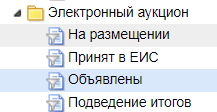 Электронный аукцион
На размещении
Принят в ЕИС
Объявлены
Подведение итогов